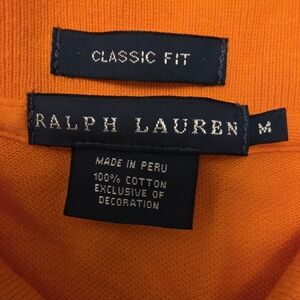 CLASSIC FIT
RALPH LAUREN M
MADE IN PERU
100% COTTON
EXCLUSIVE OF
DECORATION